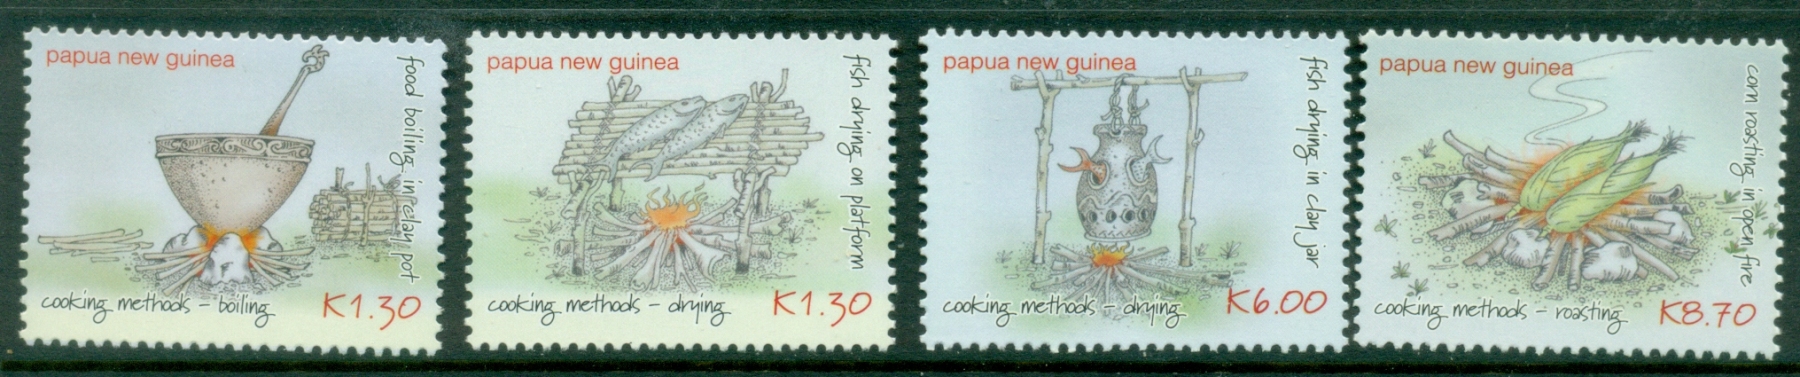 papua new guinea
food boiling in clay pot
cooking methods - boiling
K1.30
papua new guinea
fish drying on platform
cooking methods - drying
K1.30
papua new guinea
fish drying in clay jar
cooking methods - drying
K6.00
papua new guinea
corn roasting in open fire
cooking methods - roasting
K8.70